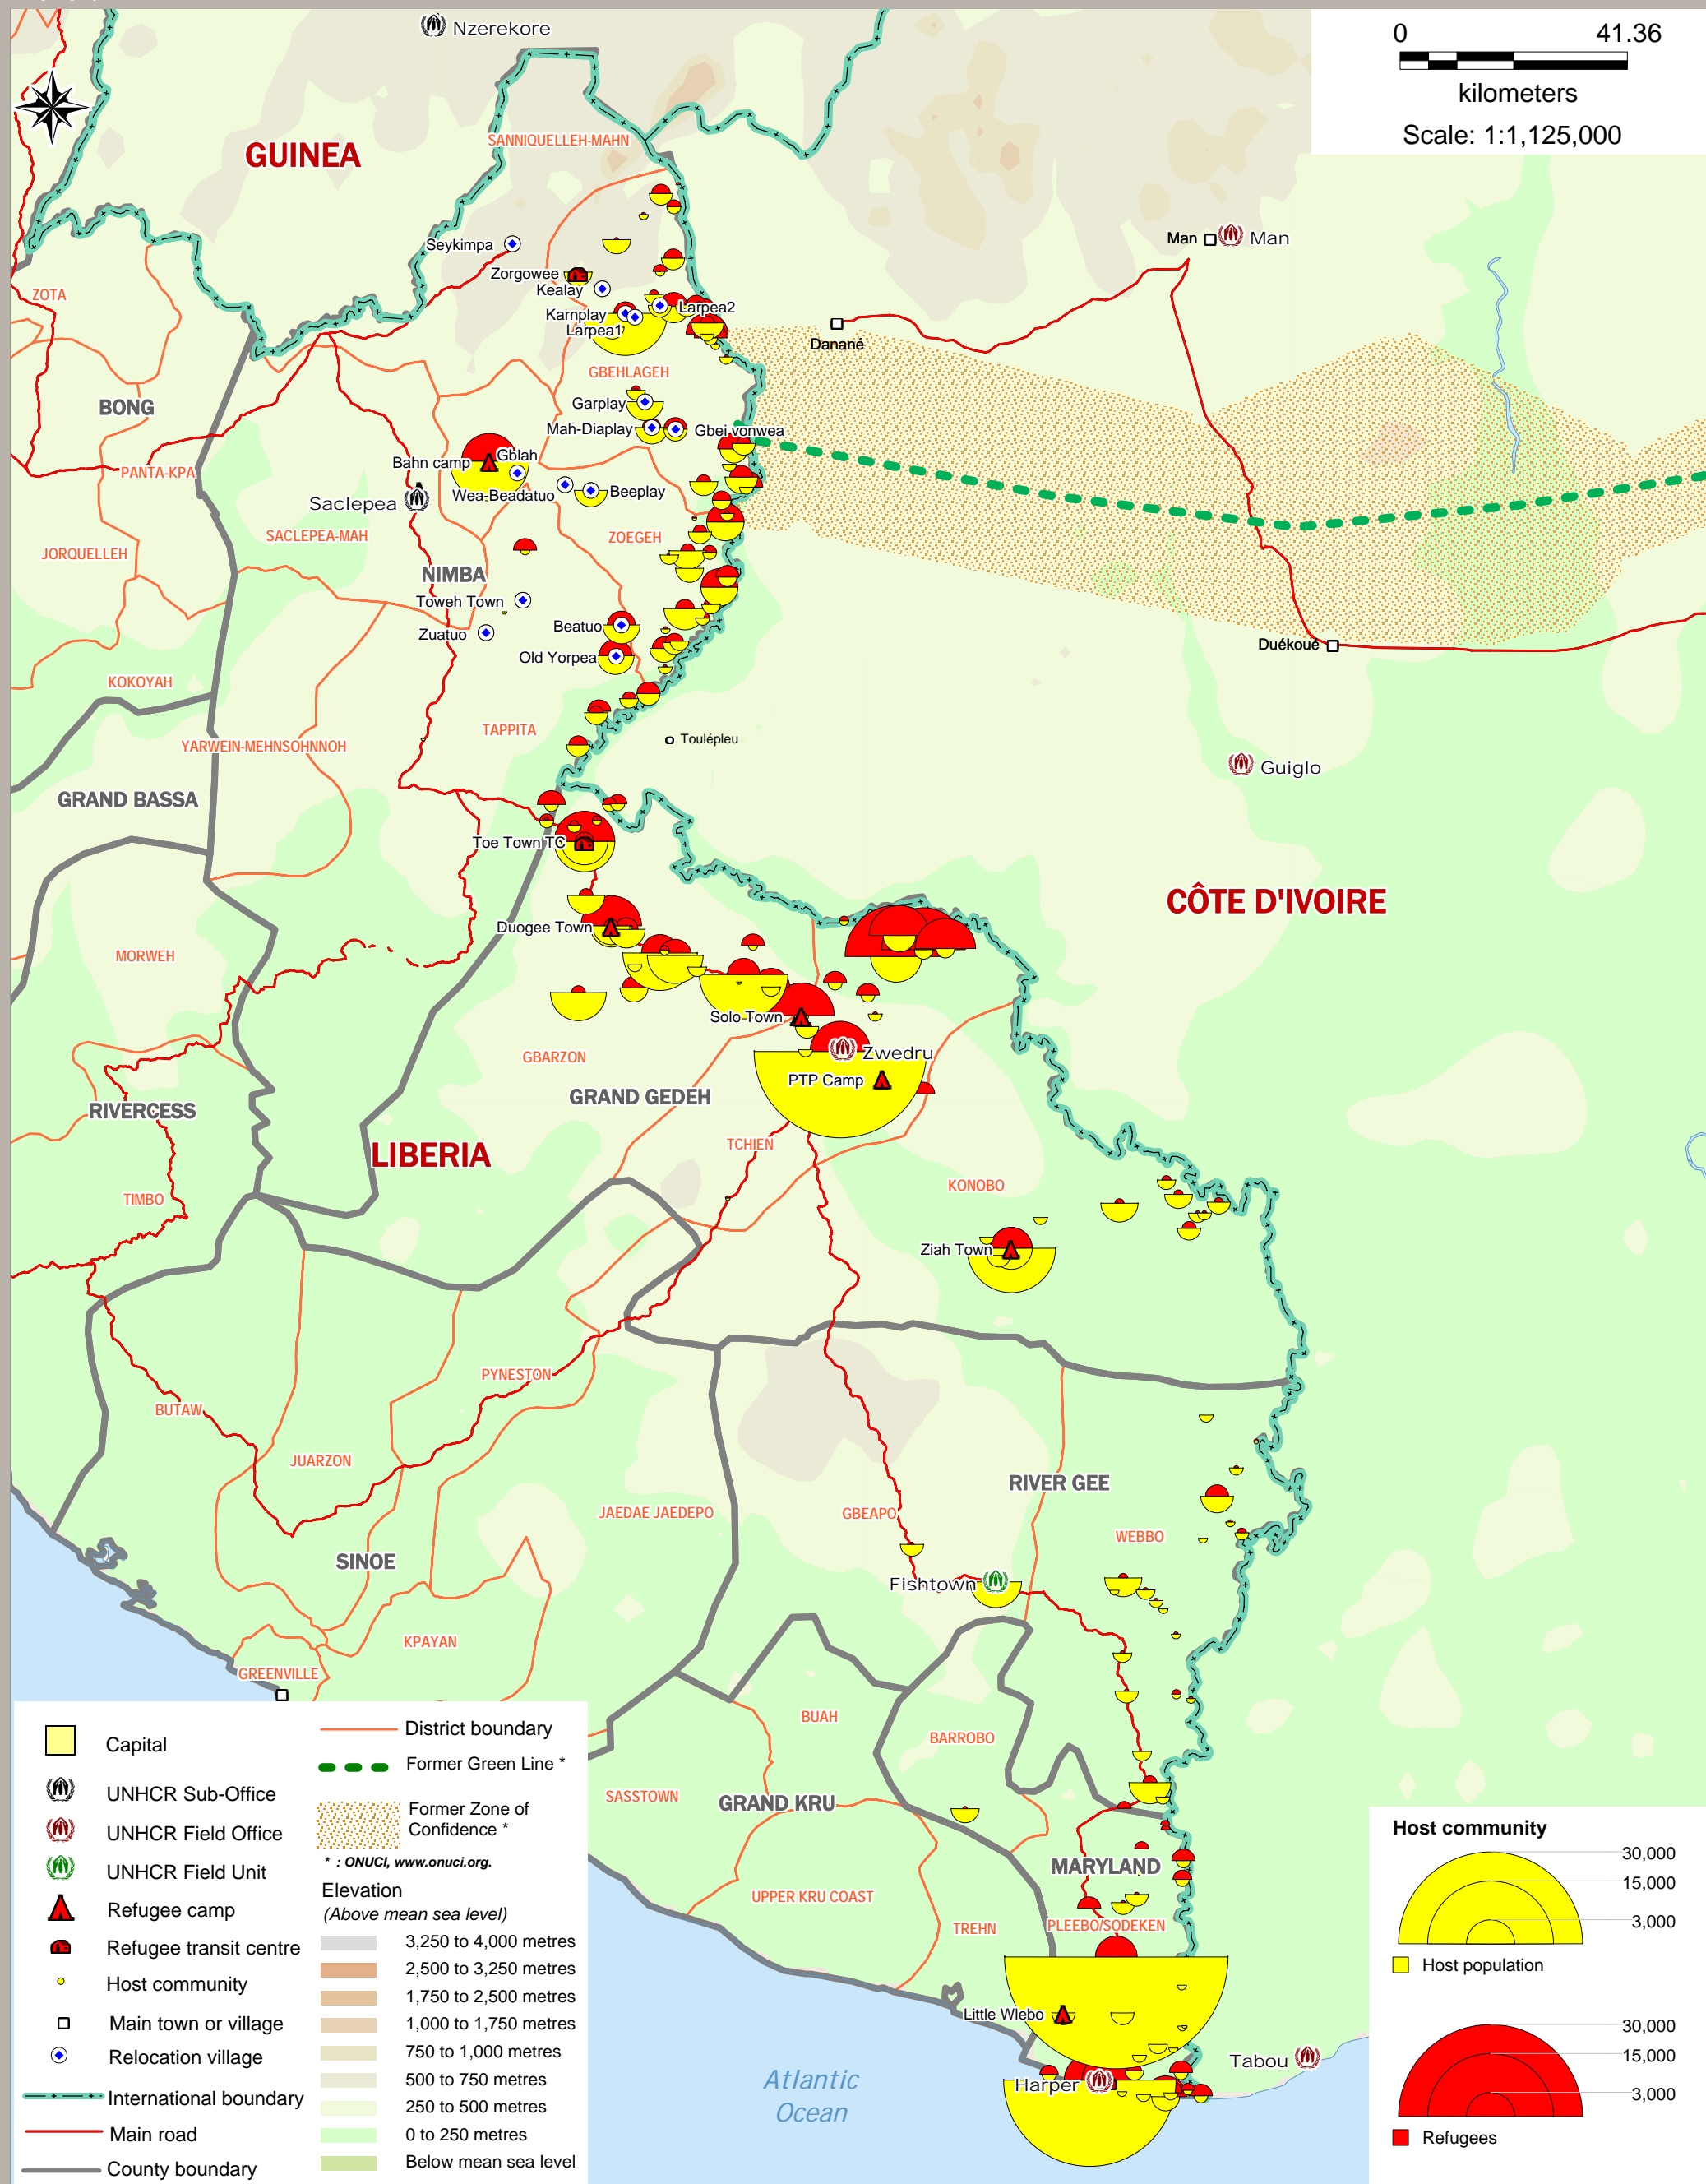 Nzerekore
0 41.36
kilometers
Scale: 1:1,125,000
GUINEA
SANNIQUELLEH-MAHN
Seykimpa
Man
Man
Zorgowee
Kealay
ZOTA
Karnplay
Larpea2
Larpea1
Danané
GBEHLAGEH
BONG
Garplay
Mah-Diaplay
Gbei vonwea
Bahn camp
Gblah
PANTA-KPA
Wea-Beadatuo
Beeplay
Saclepea
SACLEPEA-MAH
ZOEGEH
JORQUELLEH
NIMBA
Toweh Town
Beatuo
Zuatuo
Duékoué
Old Yorpea
KOKOYAH
TAPPITA
Toulépleu
YARWEIN-MEHNSOHNNOH
Guiglo
GRAND BASSA
Toe Town TC
CÔTE D'IVOIRE
Duogee Town
MORWEH
Solo Town
GBARZON
Zwedru
PTP Camp
GRAND GEDEH
RIVERCESS
LIBERIA
TCHIEN
KONOBO
TIMBO
Ziah Town
PYNESTON
BUTAW
JUARZON
RIVER GEE
JAEDAE JAEDEPO
GBEAPO
WEBBO
SINOE
Fishtown
KPAYAN
GREENVILLE
BUAH
BARROBO
SASSTOWN
GRAND KRU
MARYLAND
UPPER KRU COAST
TREHN
PLEEBO/SODEKEN
Little Wlebo
Tabou
Harper
Atlantic
Ocean
Capital
UNHCR Sub-Office
UNHCR Field Office
UNHCR Field Unit
Refugee camp
Refugee transit centre
Host community
Main town or village
Relocation village
International boundary
Main road
County boundary
District boundary
Former Green Line *
Former Zone of
Confidence *
* : ONUCI, www.onuci.org.
Elevation
(Above mean sea level)
3,250 to 4,000 metres
2,500 to 3,250 metres
1,750 to 2,500 metres
1,000 to 1,750 metres
750 to 1,000 metres
500 to 750 metres
250 to 500 metres
0 to 250 metres
Below mean sea level
Host community
30,000
15,000
3,000
Host population
30,000
15,000
3,000
Refugees